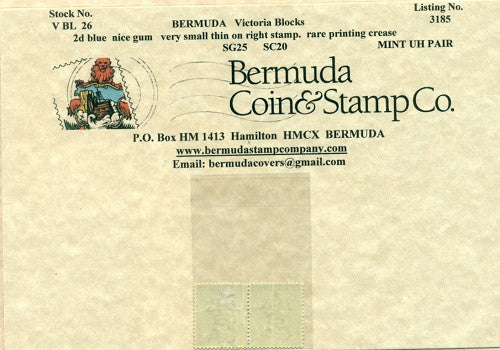 Stock No.
V BL 26
BERMUDA Victoria Blocks
Listing No.
3185
2d blue nice gum very small thin on right stamp. rare printing crease
SG25 SC20
MINT UH PAIR
Bermuda
Coin&Stamp Co.
P.O. Box HM 1413 Hamilton HMCX BERMUDA
www.bermudastampcompany.com
Email: bermudacovers@gmail.com